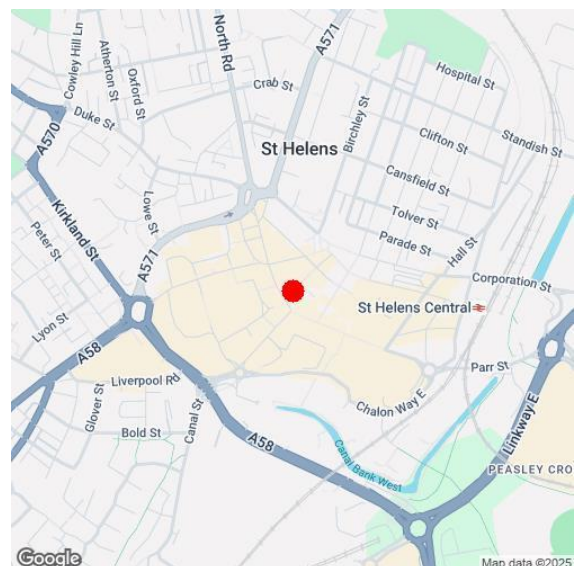 Cowley Hill Ln
Atherton St
Oxford St
North Rd
A571
Crab St
Hospital St
Duke St
A570
Birchley St
Standish St
St Helens
Clifton St
Cansfield St
Lowe St
Kirkland St
Peter St
Tolver St
Parade St
Hall St
A571
Corporation St
St Helens Central
Lyon St
A58
Liverpool Rd
Parr St
Glover St
Canal St
Chalon Way E
Linkway E
Bold St
A58
Canal Bank West
PEASLEY CRO
Google
Map data ©2025